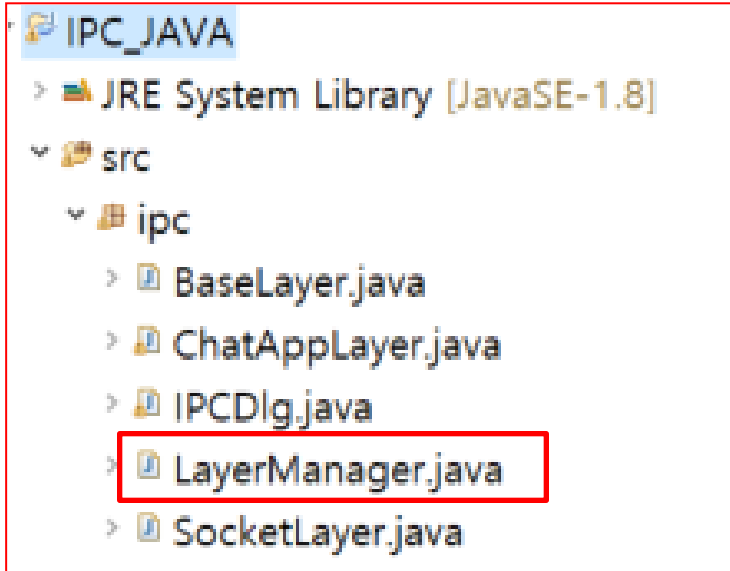 IPC_JAVA
JRE System Library [JavaSE-1.8]
src
ipc
BaseLayer.java
ChatAppLayer.java
IPCDlg.java
LayerManager.java
SocketLayer.java